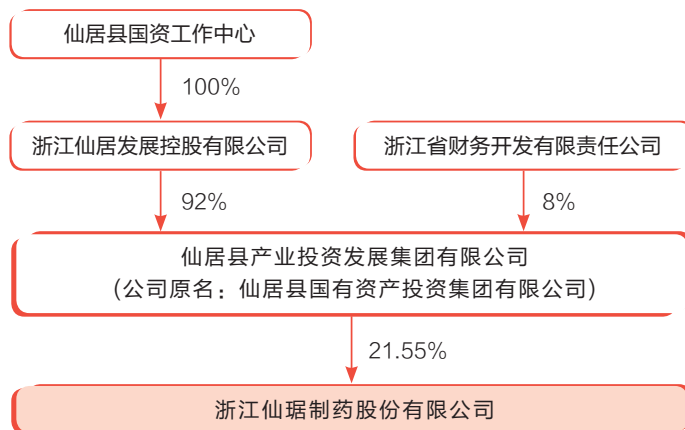 仙居县国资工作中心
100%
浙江仙居发展控股有限公司
浙江省财务开发有限责任公司
92%
8%
仙居县产业投资发展集团有限公司
（公司原名：仙居县国有资产投资集团有限公司）
21.55%
浙江仙琚制药股份有限公司